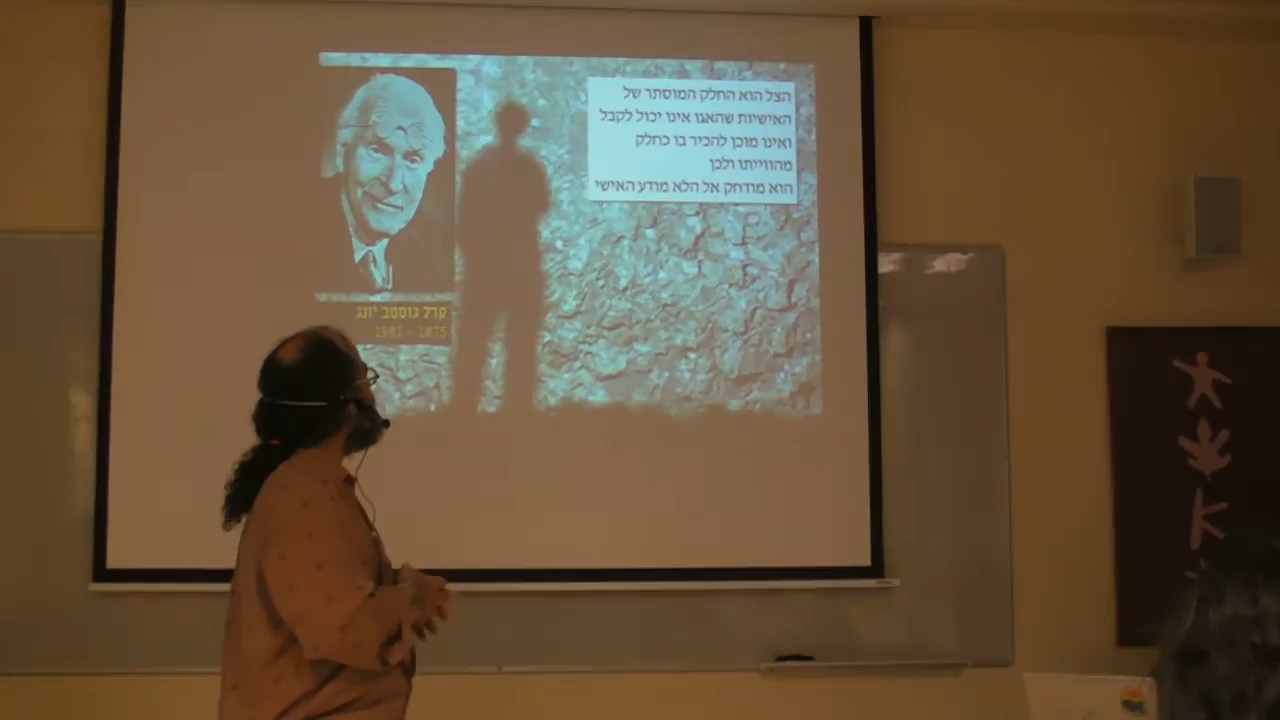 הצל הוא החלק המוסתר של
האישיות שהאגו אינו יכול לקבל
ואינו מוכן להכיר בו כחלק
מהווייתו ולכן
הוא מודחק אל הלא מודע האישי
קרל גוסטב יונג
1961 - 1875